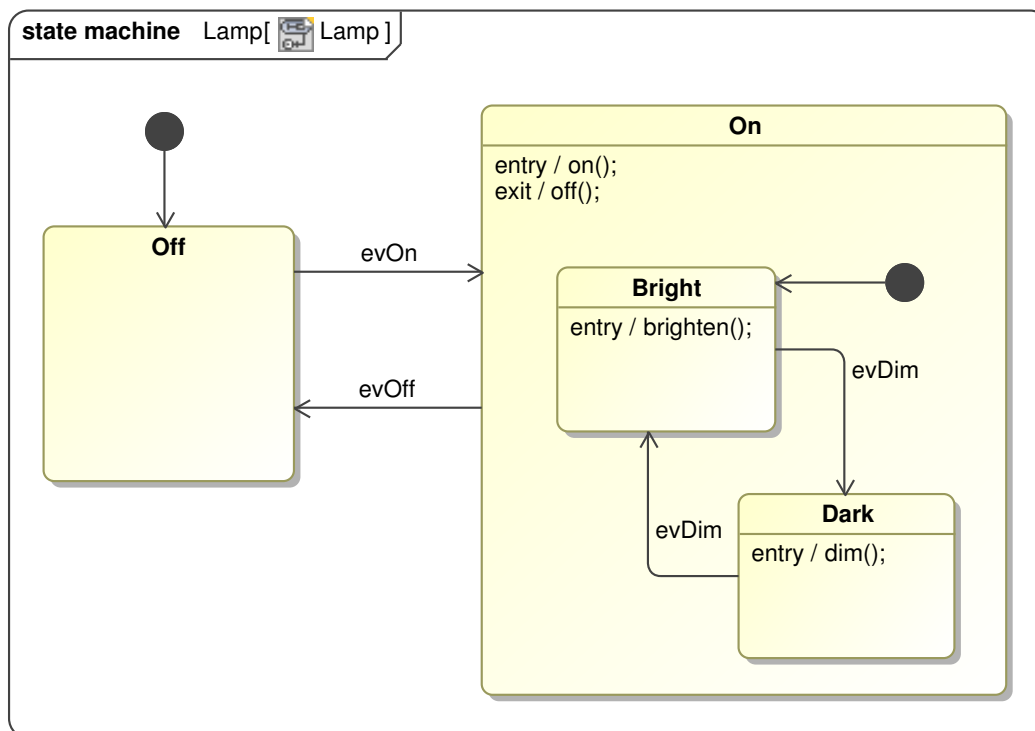 state machine Lamp[ Lamp ]
On
entry / on();
exit / off();
Off
evOn
Bright
entry / brighten();
evDim
evOff
Dark
evDim
entry / dim();